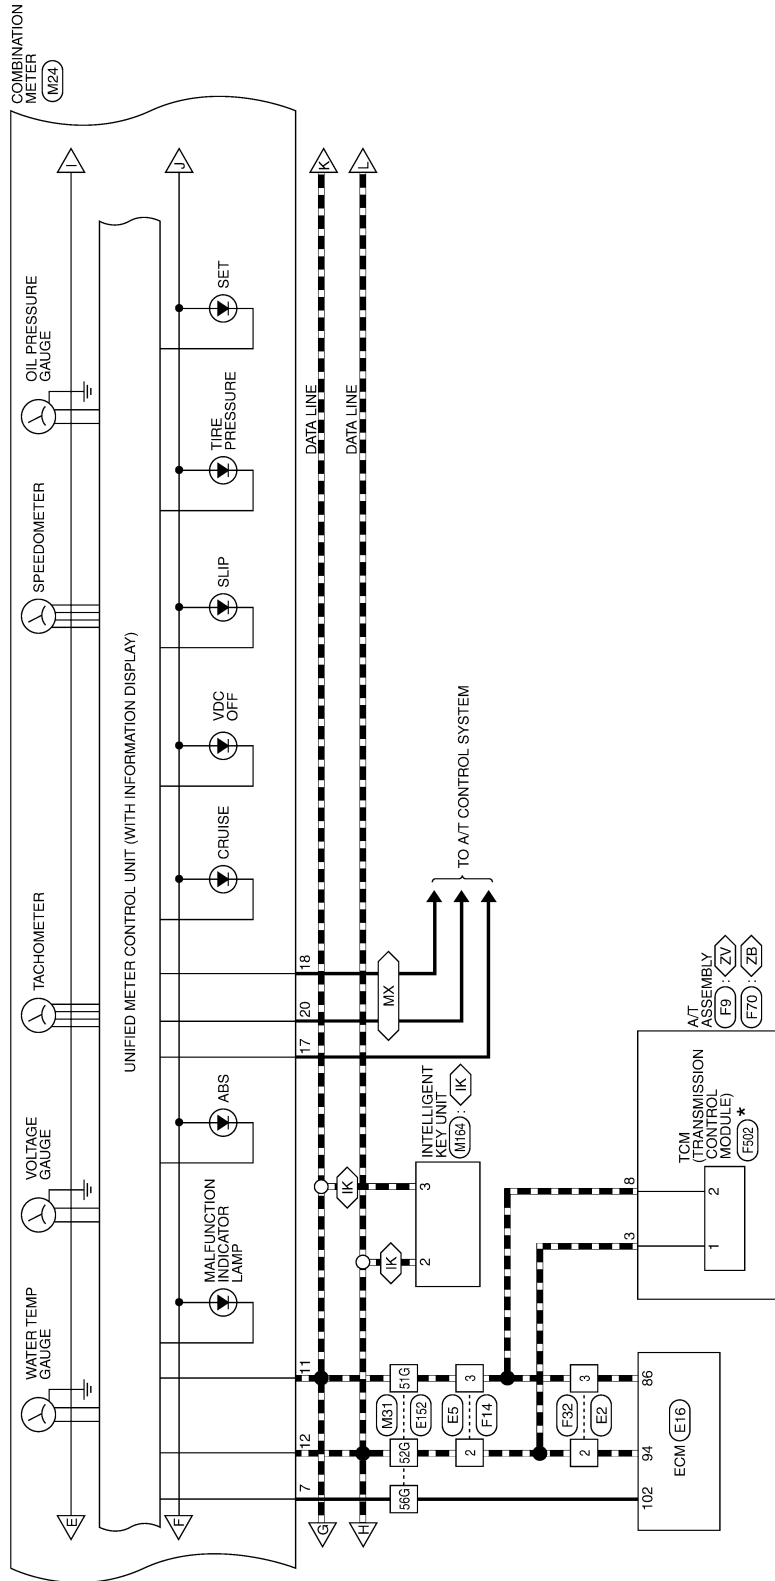 COMBINATION
METER
M24
I
J
K
L
OIL PRESSURE
GAUGE
SPEEDOMETER
TACHOMETER
VOLTAGE
GAUGE
WATER TEMP
GAUGE
E
F
G
H
UNIFIED METER CONTROL UNIT (WITH INFORMATION DISPLAY)
SET
TIRE
PRESSURE
SLIP
VDC
OFF
CRUISE
ABS
MALFUNCTION
INDICATOR
LAMP
DATA LINE
DATA LINE
18
20
17
11
12
7
MX
TO A/T CONTROL SYSTEM
IK
IK
INTELLIGENT
KEY UNIT
M164 : IK
3
2
51G
52G
56G
M31
E152
3
2
E5
F14
3
2
F32
E2
86
94
102
ECM E16
A/T
ASSEMBLY
F9 : ZV
F70 : ZB
TCM
(TRANSMISSION
CONTROL
MODULE)
F502 *
8
3
2
1